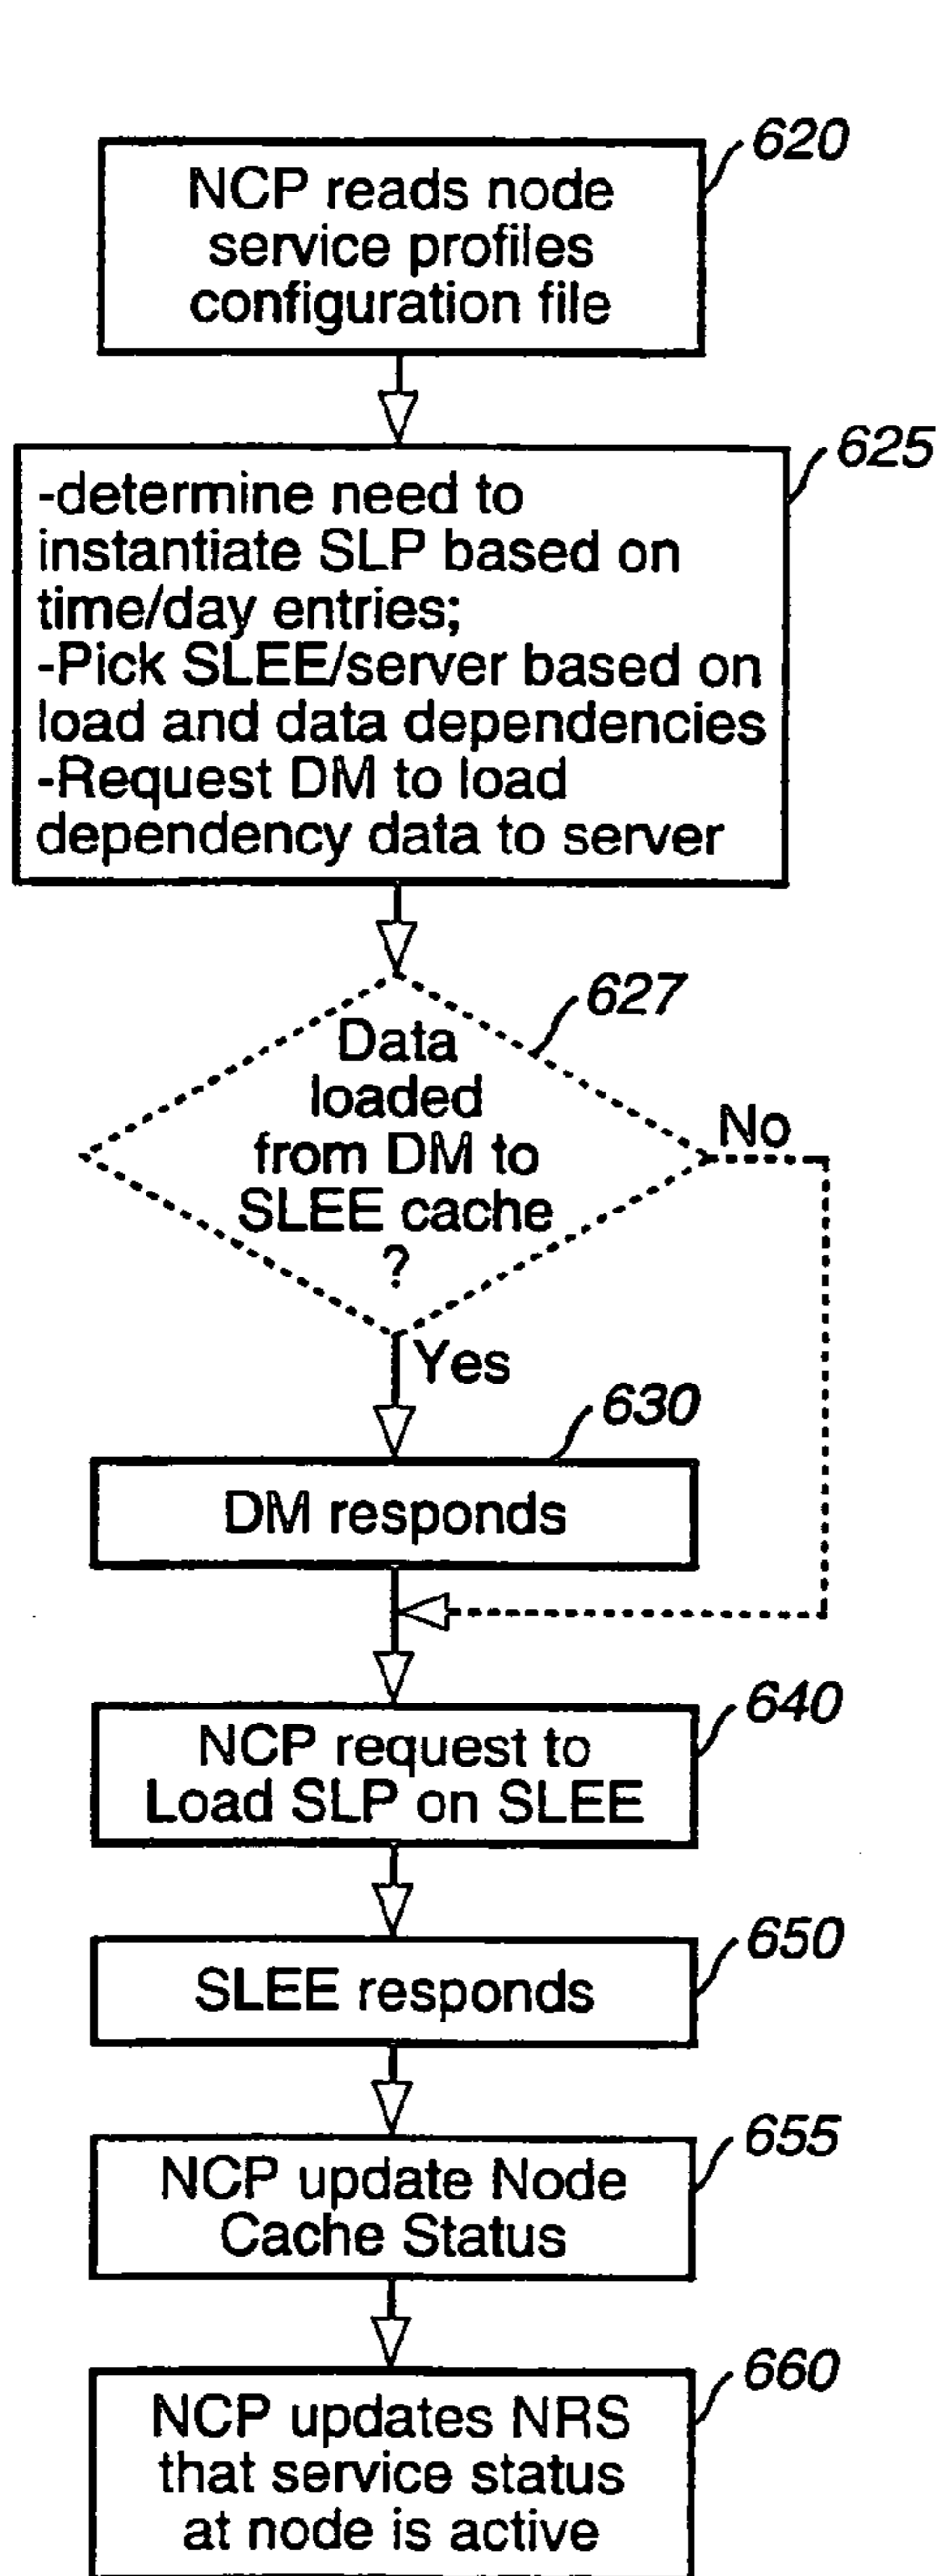 620
NCP reads node
service profiles
configuration file
625
-determine need to
instantiate SLP based on
time/day entries;
-Pick SLEE/server based on
load and data dependencies
-Request DM to load
dependency data to server
627
Data
loaded
from DM to
SLEE cache
?
No
Yes
630
DM responds
640
NCP request to
Load SLP on SLEE
650
SLEE responds
655
NCP update Node
Cache Status
660
NCP updates NRS
that service status
at node is active